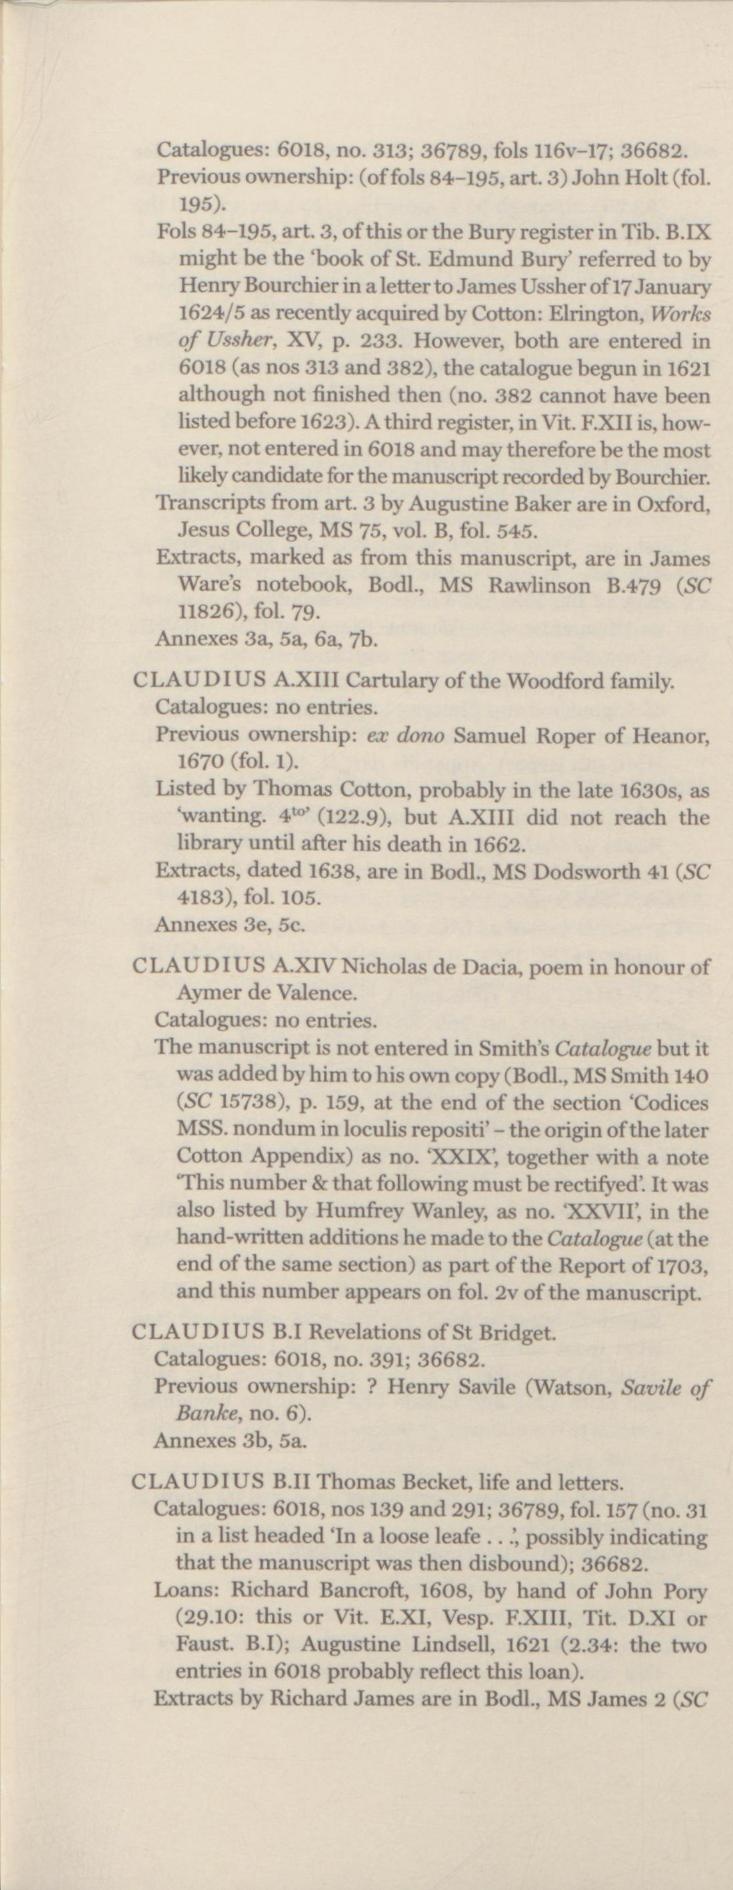 Catalogues: 6018, no. 313; 36789, fols 116v–17; 36682.
Previous ownership: (of fols 84–195, art. 3) John Holt (fol.
195).
Fols 84–195, art. 3, of this or the Bury register in Tib. B.IX
might be the ‘book of St. Edmund Bury’ referred to by
Henry Bourchier in a letter to James Ussher of 17 January
1624/5 as recently acquired by Cotton: Elrington, Works
of Ussher, XV, p. 233. However, both are entered in
6018 (as nos 313 and 382), the catalogue begun in 1621
although not finished then (no. 382 cannot have been
listed before 1623). A third register, in Vit. F.XII is, how-
ever, not entered in 6018 and may therefore be the most
likely candidate for the manuscript recorded by Bourchier.
Transcripts from art. 3 by Augustine Baker are in Oxford,
Jesus College, MS 75, vol. B, fol. 545.
Extracts, marked as from this manuscript, are in James
Ware’s notebook, Bodl., MS Rawlinson B.479 (SC
11826), fol. 79.
Annexes 3a, 5a, 6a, 7b.
CLAUDIUS A.XIII Cartulary of the Woodford family.
Catalogues: no entries.
Previous ownership: ex dono Samuel Roper of Heanor,
1670 (fol. 1).
Listed by Thomas Cotton, probably in the late 1630s, as
‘wanting. 4to’ (122.9), but A.XIII did not reach the
library until after his death in 1662.
Extracts, dated 1638, are in Bodl., MS Dodsworth 41 (SC
4183), fol. 105.
Annexes 3e, 5c.
CLAUDIUS A.XIV Nicholas de Dacia, poem in honour of
Aymer de Valence.
Catalogues: no entries.
The manuscript is not entered in Smith’s Catalogue but it
was added by him to his own copy (Bodl., MS Smith 140
(SC 15738), p. 159, at the end of the section ‘Codices
MSS. nondum in loculis repositi’ – the origin of the later
Cotton Appendix) as no. ‘XXIX’, together with a note
‘This number & that following must be rectifyed’. It was
also listed by Humfrey Wanley, as no. ‘XXVII’, in the
hand-written additions he made to the Catalogue (at the
end of the same section) as part of the Report of 1703,
and this number appears on fol. 2v of the manuscript.
CLAUDIUS B.I Revelations of St Bridget.
Catalogues: 6018, no. 391; 36682.
Previous ownership: ? Henry Savile (Watson, Savile of
Banke, no. 6).
Annexes 3b, 5a.
CLAUDIUS B.II Thomas Becket, life and letters.
Catalogues: 6018, nos 139 and 291; 36789, fol. 157 (no. 31
in a list headed ‘In a loose leafe . . .’, possibly indicating
that the manuscript was then disbound); 36682.
Loans: Richard Bancroft, 1608, by hand of John Pory
(29.10: this or Vit. E.XI, Vesp. F.XIII, Tit. D.XI or
Faust. B.I); Augustine Lindsell, 1621 (2.34: the two
entries in 6018 probably reflect this loan).
Extracts by Richard James are in Bodl., MS James 2 (SC